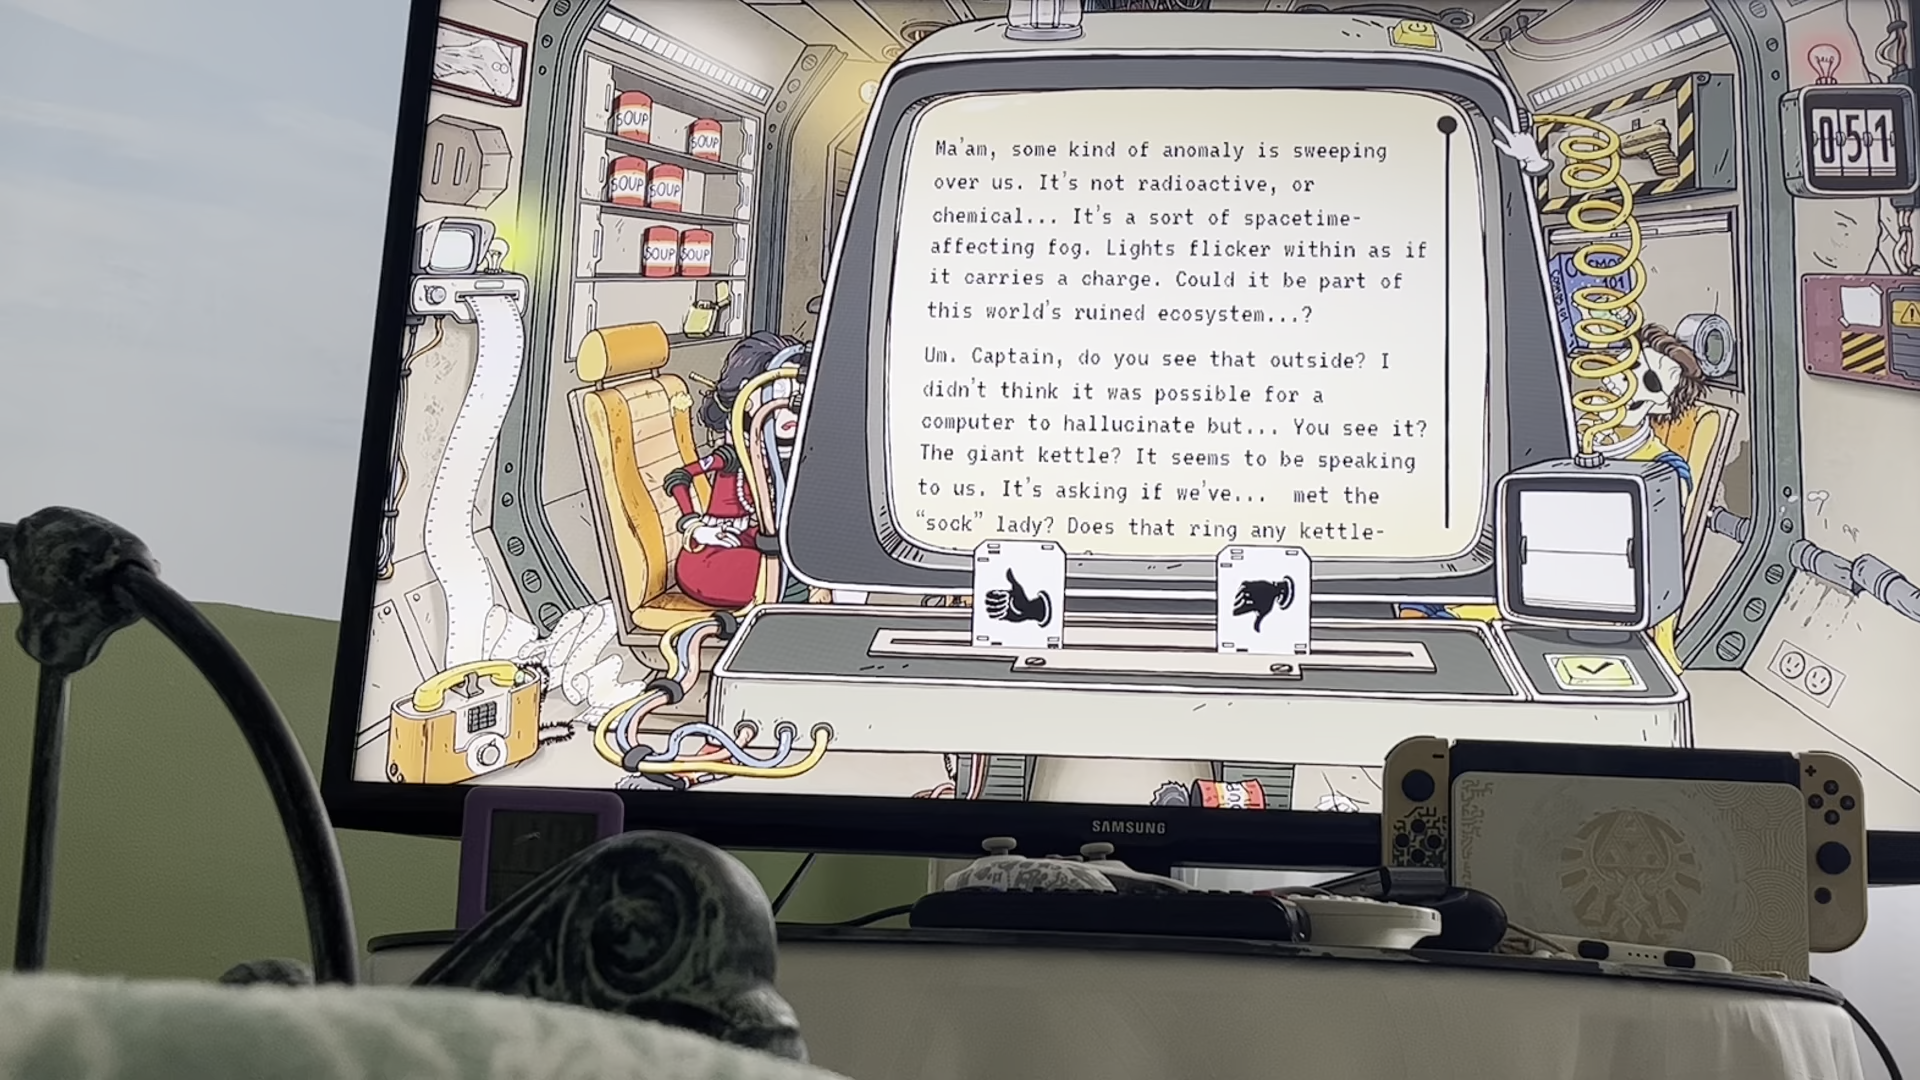 SOUP
SOUP
SOUP
SOUP
SOUP
SOUP
051
Ma'am, some kind of anomaly is sweeping
over us. It's not radioactive, or
chemical... It's a sort of spacetime-
affecting fog. Lights flicker within as if
it carries a charge. Could it be part of
this world's ruined ecosystem...?
Um. Captain, do you see that outside? I
didn't think it was possible for a
computer to hallucinate but... You see it?
The giant kettle? It seems to be speaking
to us. It's asking if we've... met the
“sock” lady? Does that ring any kettle-
101
SAMSUNG